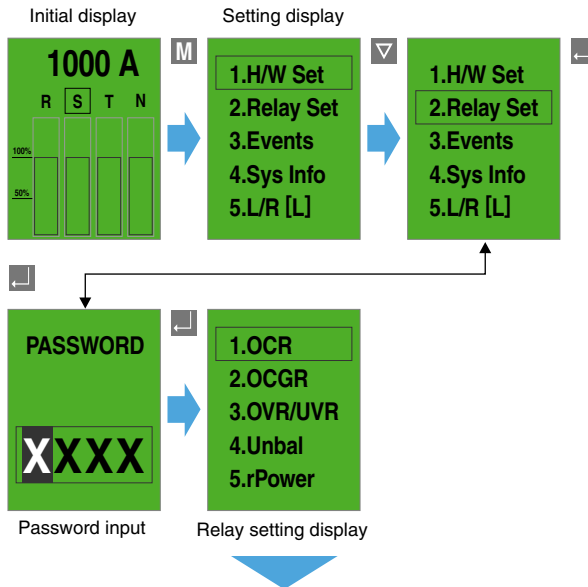 Initial display
Setting display
1000 A
M
R S T N
100%
50%
1.H/W Set
2.Relay Set
3.Events
4.Sys Info
5.L/R [L]
1.H/W Set
2.Relay Set
3.Events
4.Sys Info
5.L/R [L]
PASSWORD
XXXX
1.OCR
2.OCGR
3.OVR/UVR
4.Unbal
5.rPower
Password input
Relay setting display